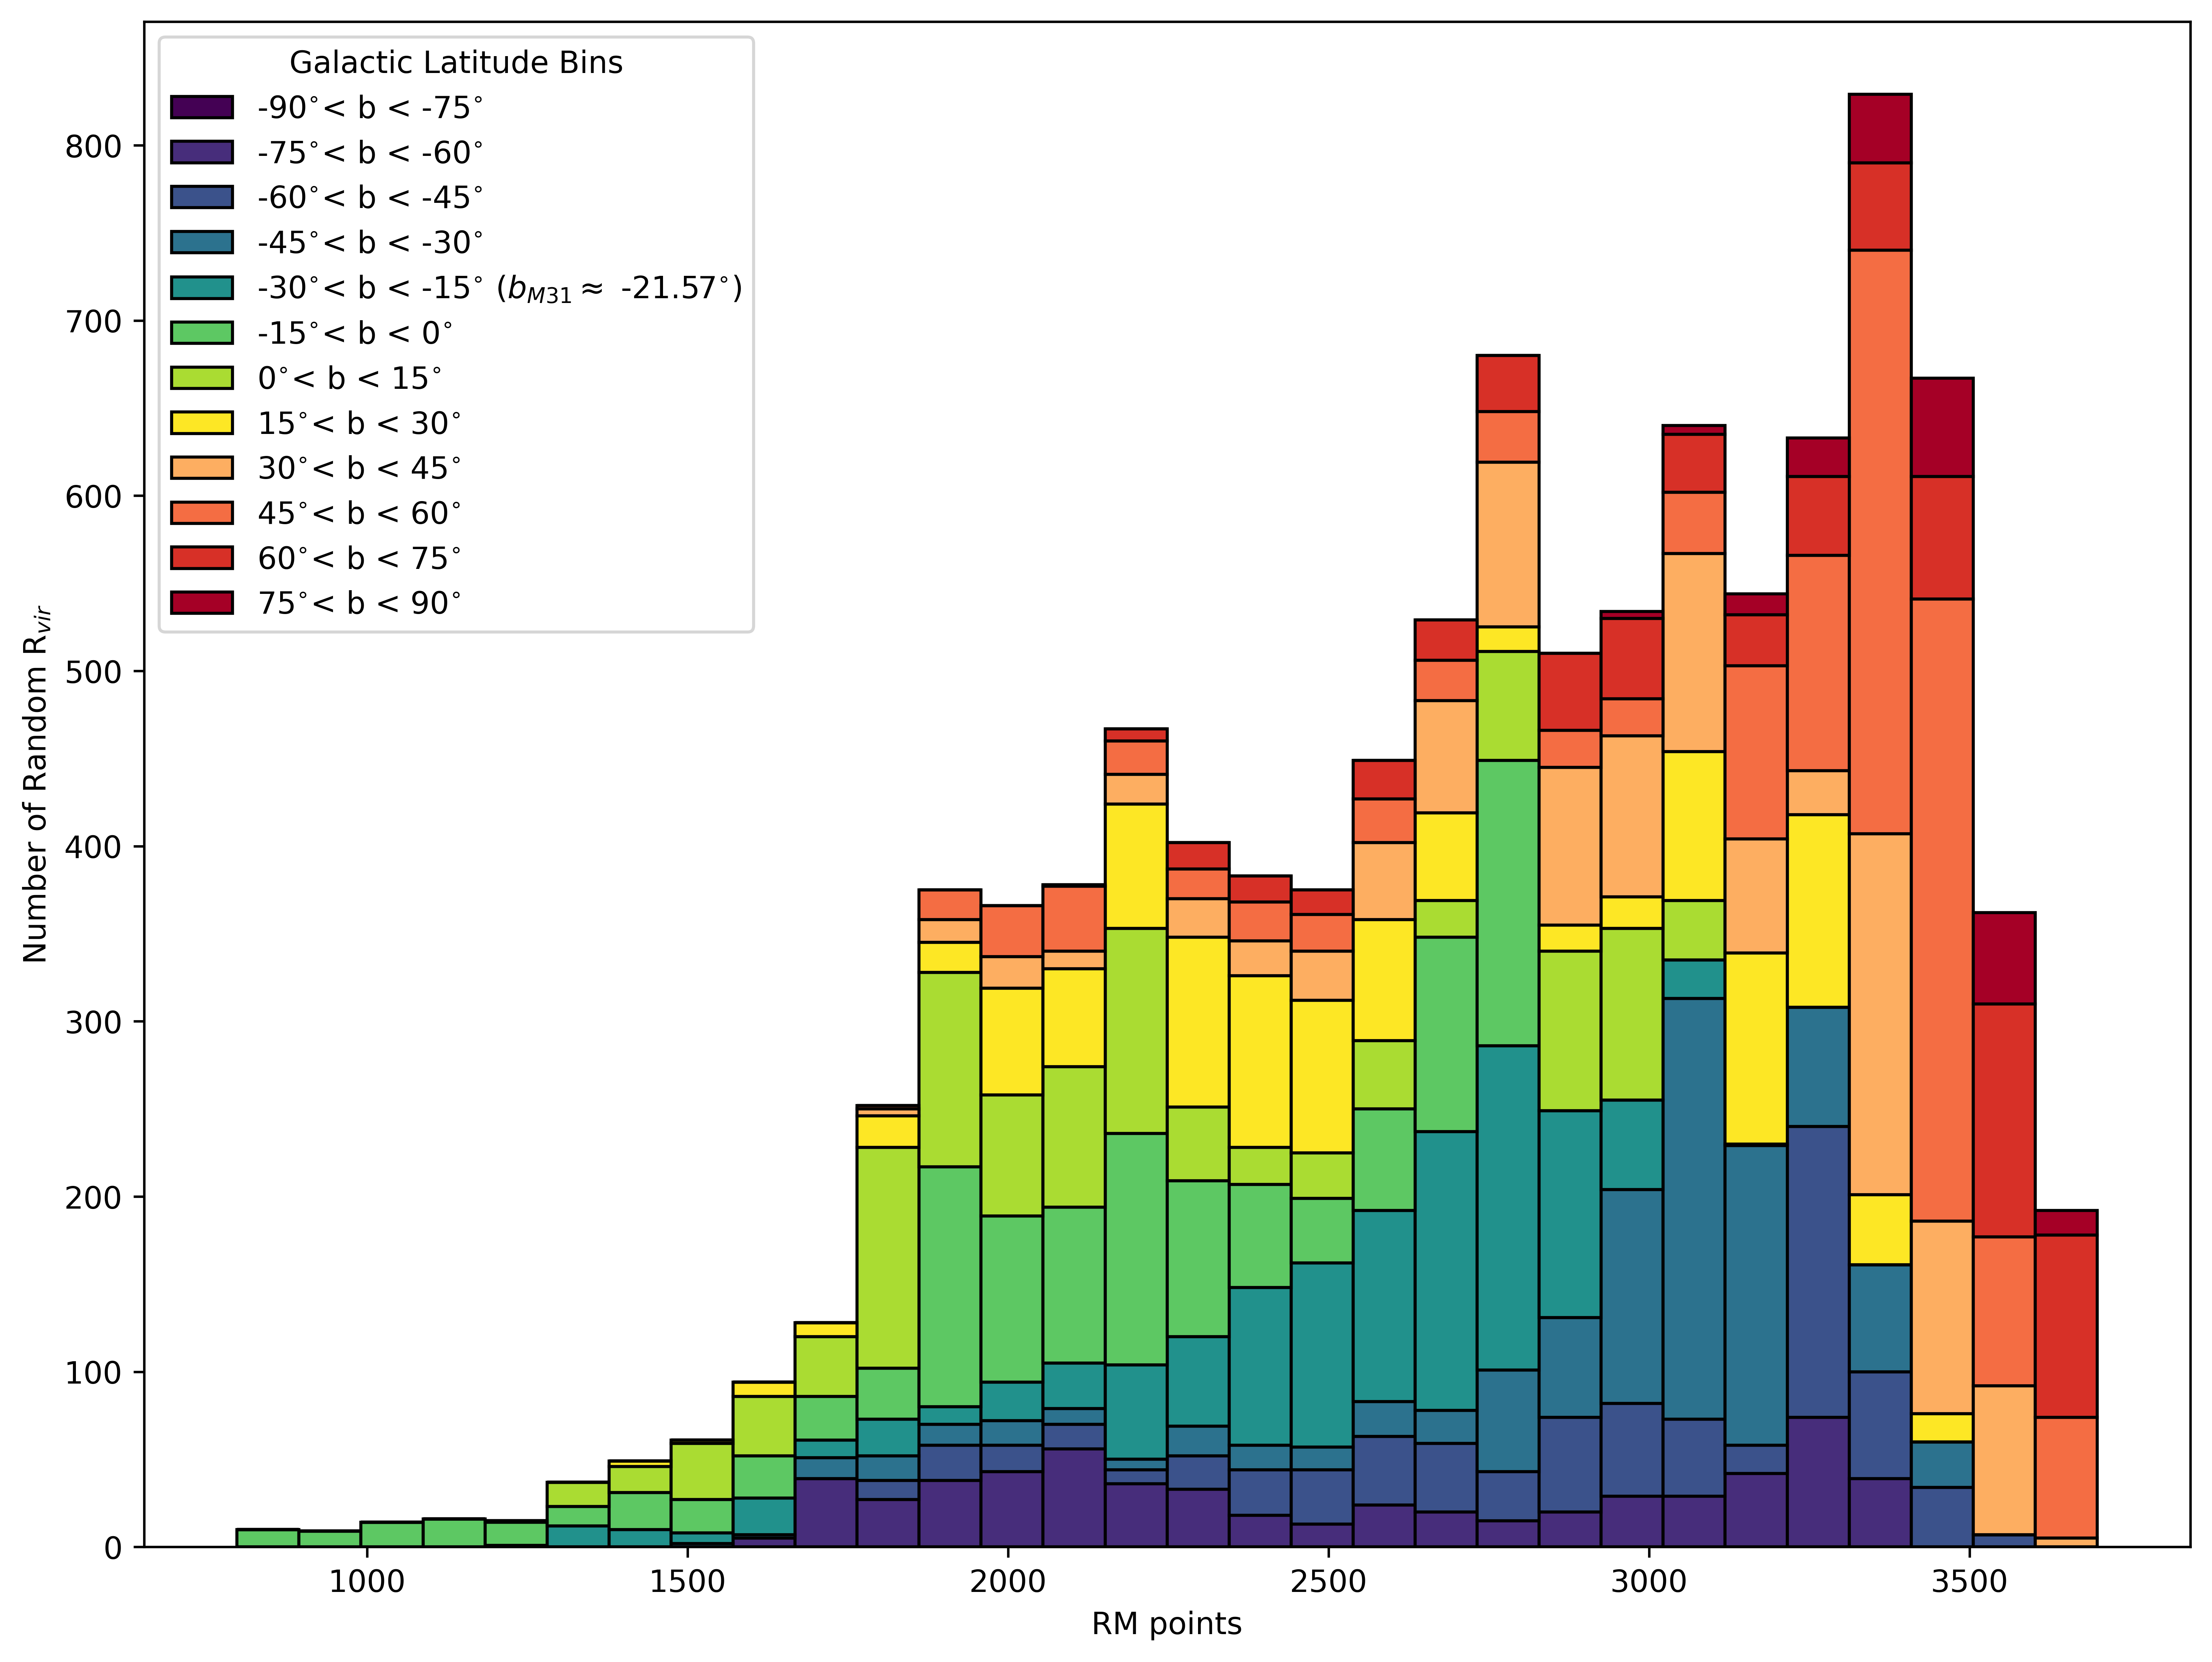 Galactic Latitude Bins
-90°< b < -75°
-75°< b < -60°
-60°< b < -45°
-45°< b < -30°
-30°< b < -15° (b_{M31} ≈ -21.57°)
-15°< b < 0°
0°< b < 15°
15°< b < 30°
30°< b < 45°
45°< b < 60°
60°< b < 75°
75°< b < 90°
Number of Random R_{vir}
800
700
600
500
400
300
200
100
0
1000 1500 2000 2500 3000 3500
RM points